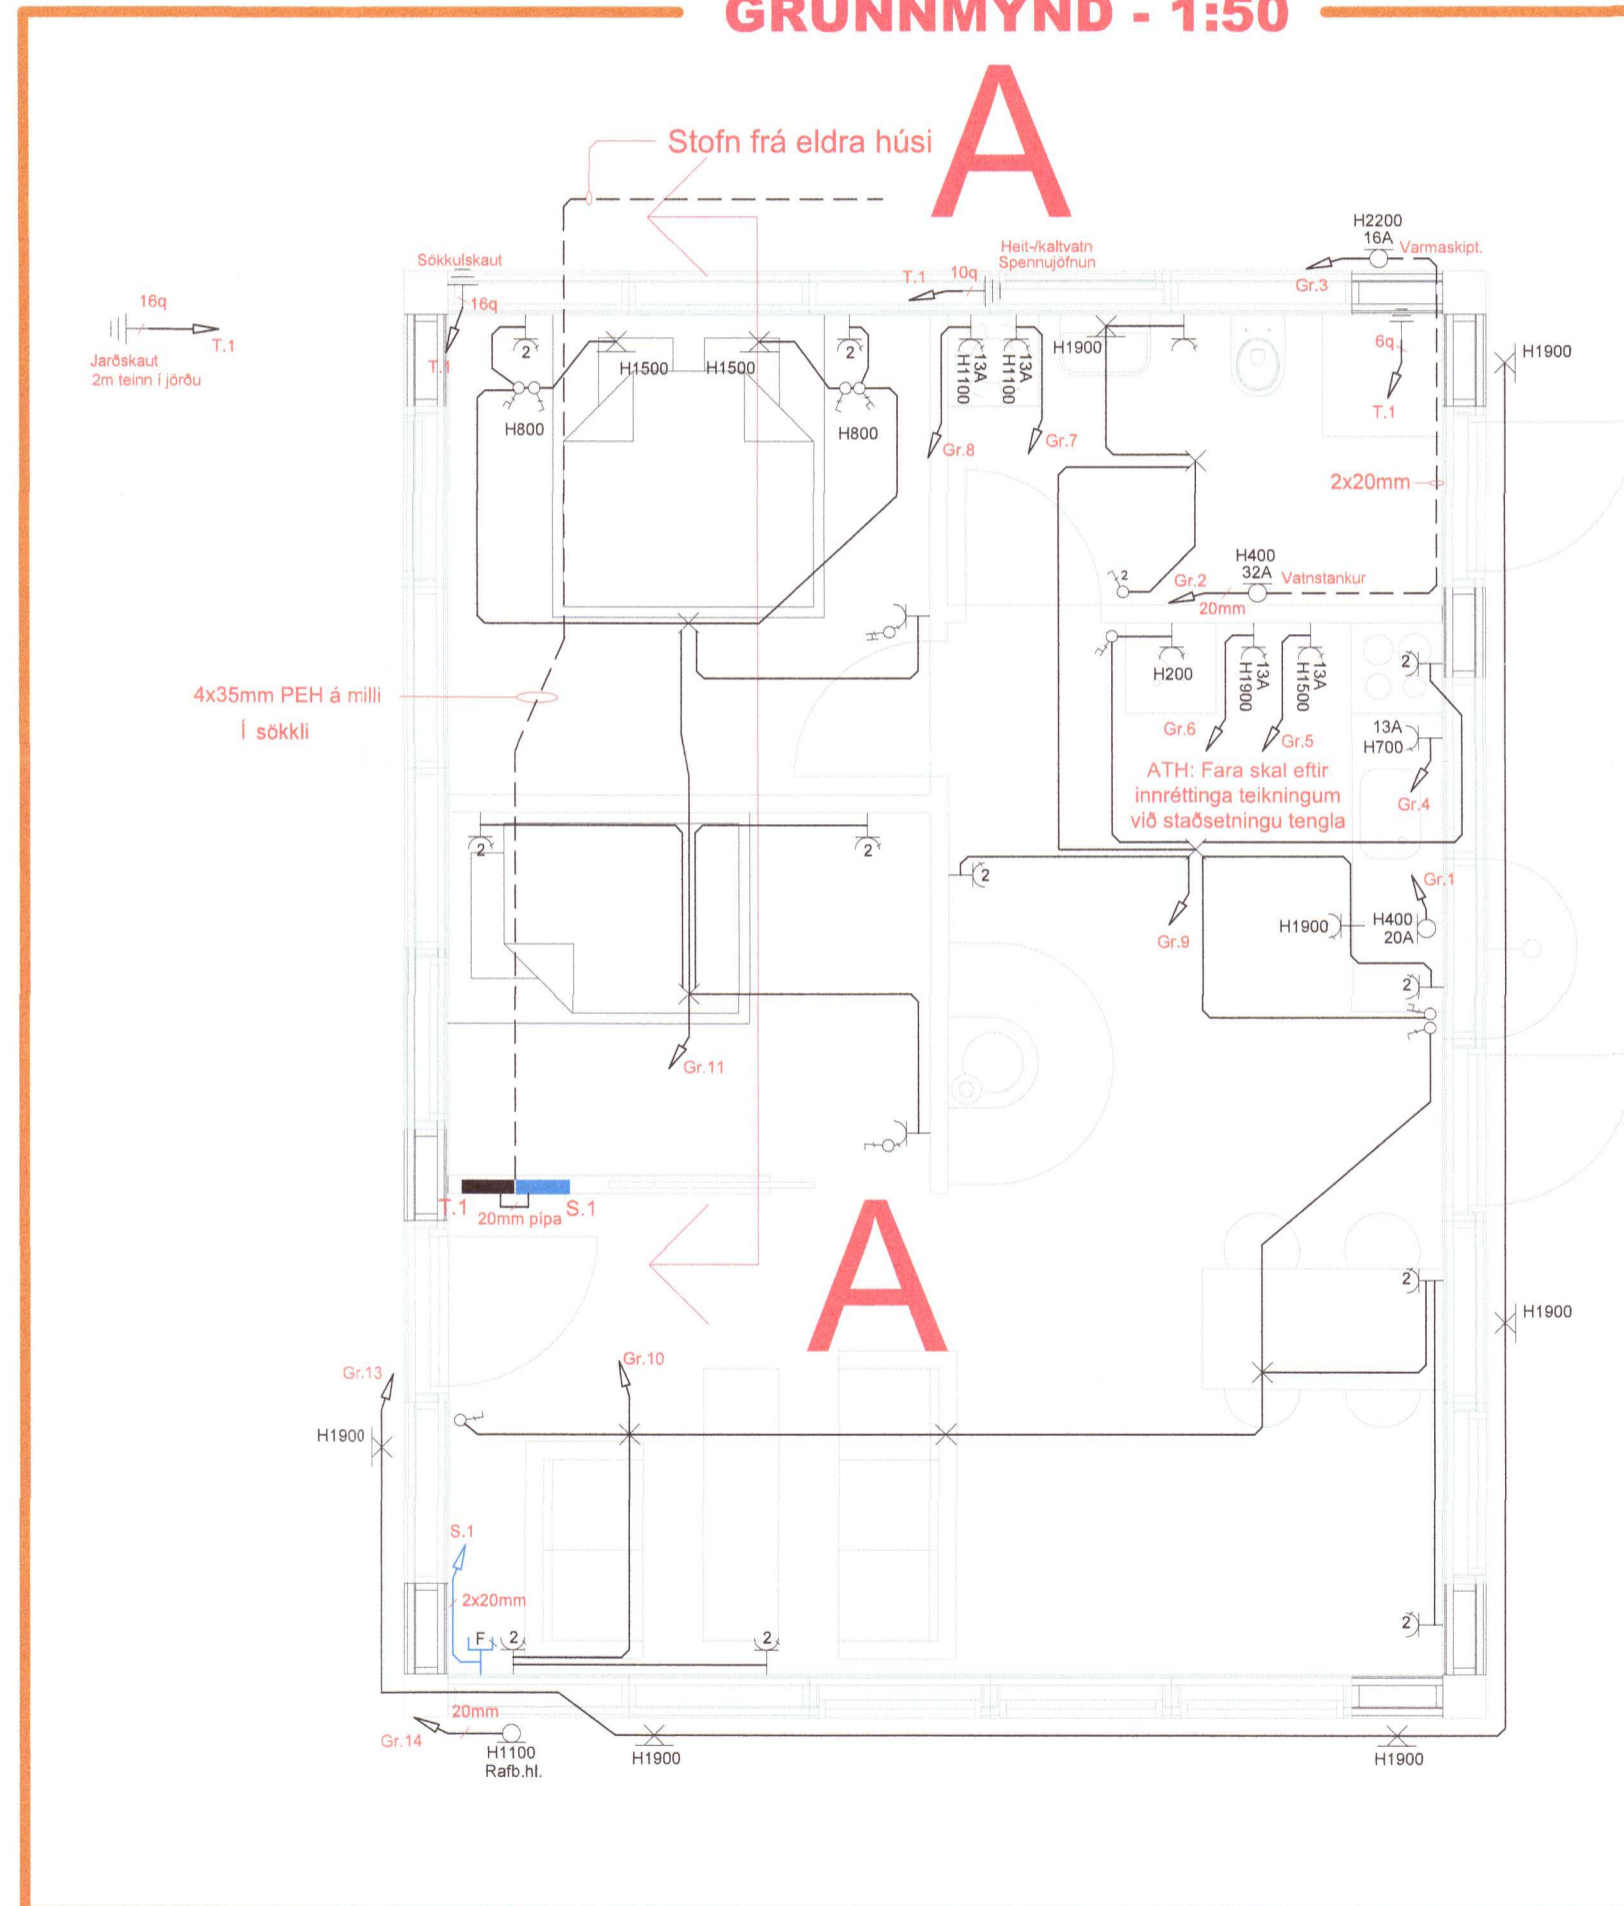 GRUNNMYND - 1:50
A
Stofn frá eldra húsi
H2200
16A
Varmaskipt.
Gr.3
Heit-/kaltvatn
Spennujöfnun
T.1
10q
Sökkulskaut
16q
T.1
16q
T.1
Jarðskaut
2m teinn í jörðu
6q
T.1
H1900
2
H1500
H1500
2
H800
H800
13A
H1100
13A
H1100
H1900
Gr.8
Gr.7
2x20mm
2
H400
32A
Vatnstankur
Gr.2
20mm
4x35mm PEH á milli
Í sökkli
H200
13A
H1900
13A
H1500
2
Gr.6
Gr.5
13A
H700
Gr.4
ATH: Fara skal eftir
innréttinga teikningum
við staðsetningu tengla
2
2
2
Gr.1
Gr.9
H1900
H400
20A
2
Gr.11
T.1
20mm pípa
S.1
A
2
H1900
Gr.13
Gr.10
H1900
S.1
2x20mm
F
2
2
2
20mm
Gr.14
H1100
Rafb.hl.
H1900
H1900